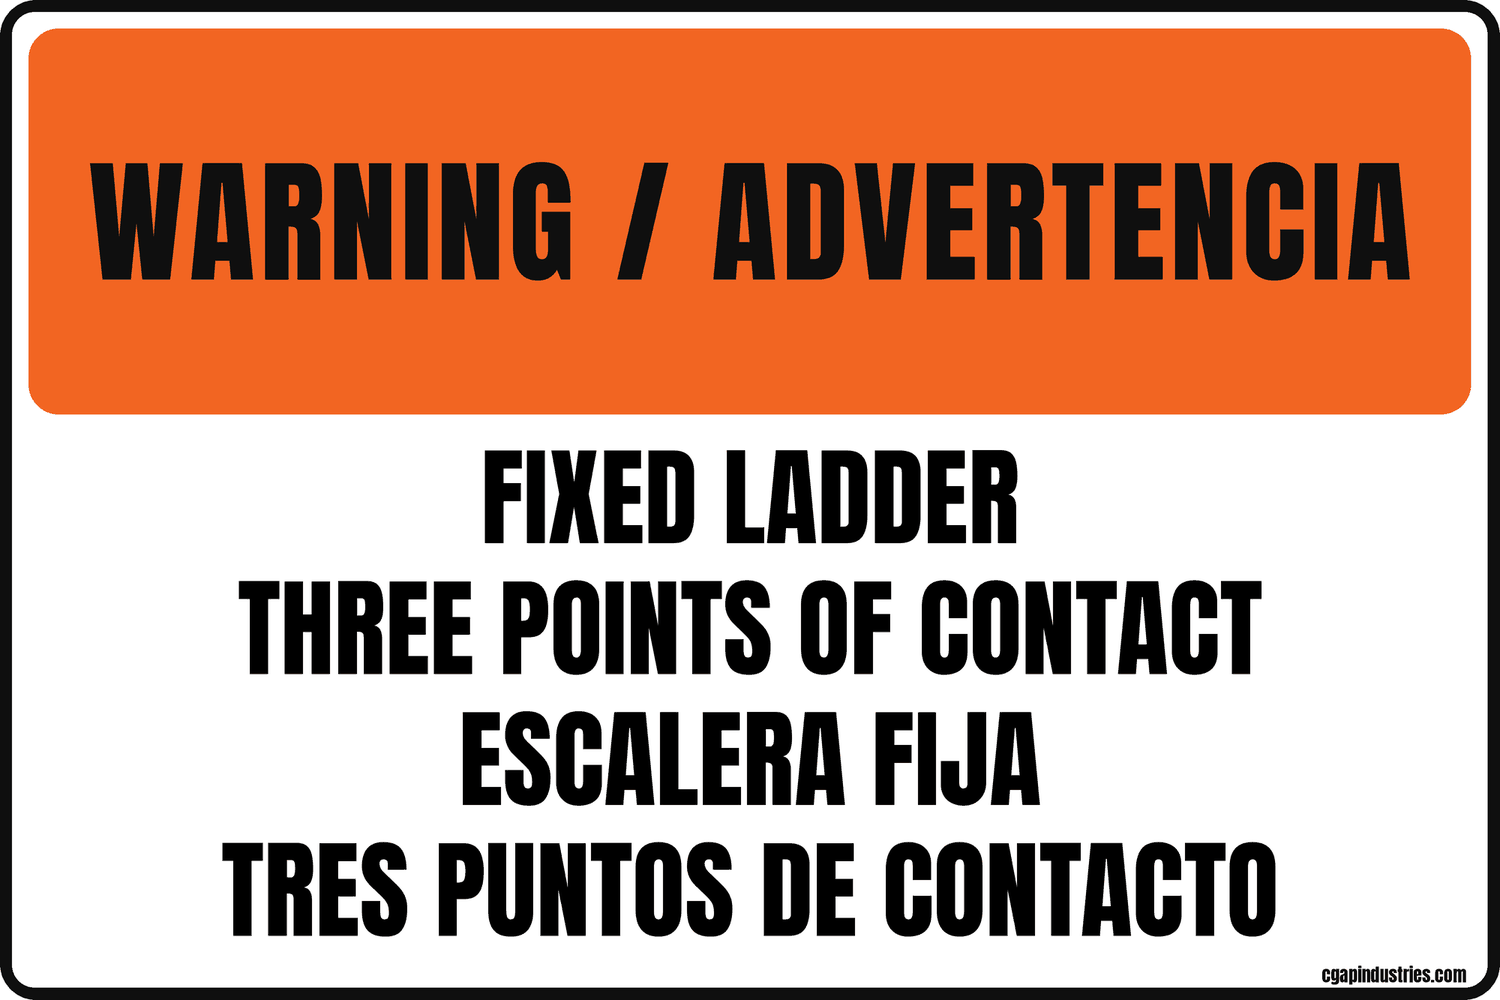 WARNING / ADVERTENCIA
FIXED LADDER
THREE POINTS OF CONTACT
ESCALERA FIJA
TRES PUNTOS DE CONTACTO
cgapindustries.com